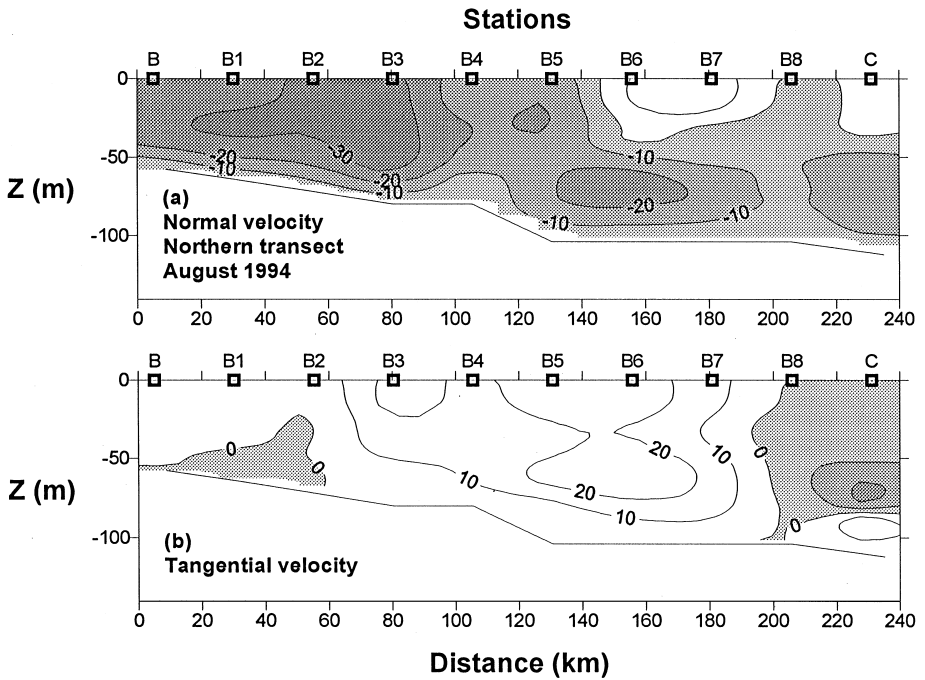 Stations
B B1 B2 B3 B4 B5 B6 B7 B8 C
0
-50
-100
Z (m)
-20
-10
-30
-20
-10
-10
-20
-10
-10
(a)
Normal velocity
Northern transect
August 1994
0 20 40 60 80 100 120 140 160 180 200 220 240
B B1 B2 B3 B4 B5 B6 B7 B8 C
0
-50
-100
Z (m)
0
0
10
20
20
10
10
0
0
(b)
Tangential velocity
0 20 40 60 80 100 120 140 160 180 200 220 240
Distance (km)